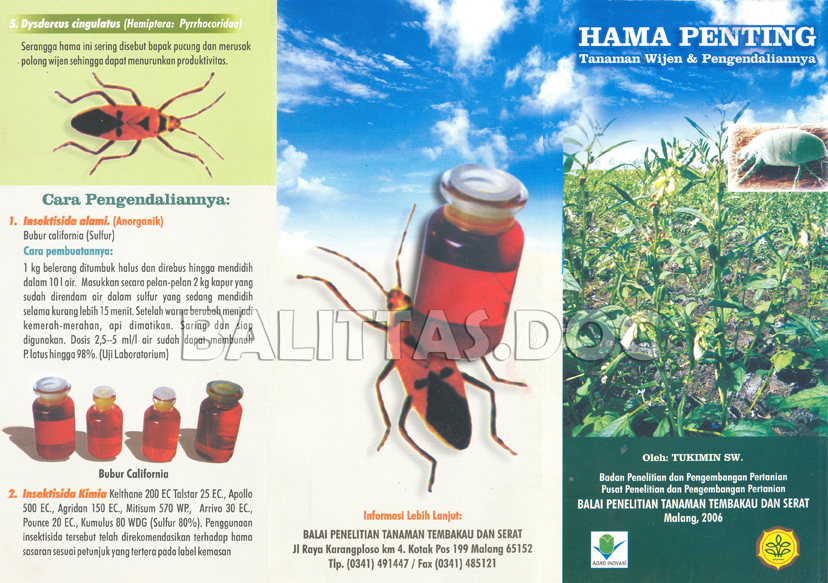 5. Dysdercus cingulatus (Hemiptera: Pyrrhocoridae)
Serangga hama ini sering disebut bapak pucung dan merusak
polong wijen sehingga dapat menurunkan produktivitas.
Cara Pengendaliannya:
1. Insektisida alami. (Anorganik)
Bubur california (Sulfur)
Cara pembuatannya:
1 kg belerang ditumbuk halus dan direbus hingga mendidih
dalam 10 l air. Masukkan secara pelan-pelan 2 kg kapur yang
sudah direndam air dalam sulfur yang sedang mendidih
selama kurang lebih 15 menit. Setelah warna berubah menjadi
kemerah-merahan, api dimatikan. Saring dan siap
digunakan. Dosis 2,5–5 ml/l air sudah dapat membunuh
P. latus hingga 98%. (Uji Laboratorium)
Bubur California
2. Insektisida Kimia Kelthane 200 EC Talstar 25 EC., Apollo
500 EC., Agridan 150 EC., Mitisum 570 WP., Arrivo 30 EC.,
Pounce 20 EC., Kumulus 80 WDG (Sulfur 80%). Penggunaan
insektisida tersebut telah direkomendasikan terhadap hama
sasaran sesuai petunjuk yang tertera pada label kemasan
BALITTAS.DOC
Informasi Lebih Lanjut:
BALAI PENELITIAN TANAMAN TEMBAKAU DAN SERAT
Jl Raya Karangploso km 4. Kotak Pos 199 Malang 65152
Tlp. (0341) 491447 / Fax (0341) 485121
HAMA PENTING
Tanaman Wijen & Pengendaliannya
Oleh: TUKIMIN SW.
Badan Penelitian dan Pengembangan Pertanian
Pusat Penelitian dan Pengembangan Pertanian
BALAI PENELITIAN TANAMAN TEMBAKAU DAN SERAT
Malang, 2006
AGRO INOVASI